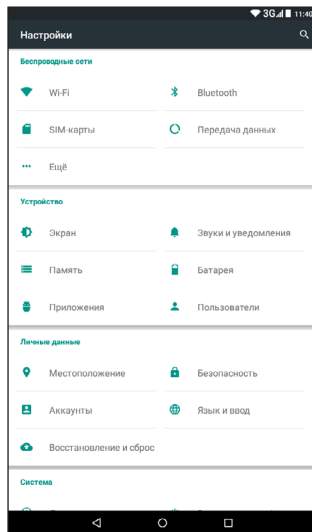 3G 11:40
Настройки
Беспроводные сети
Wi-Fi Bluetooth
SIM-карты Передача данных
Ещё
Устройство
Экран Звуки и уведомления
Память Батарея
Приложения Пользователи
Личные данные
Местоположение Безопасность
Аккаунты Язык и ввод
Восстановление и сброс
Система